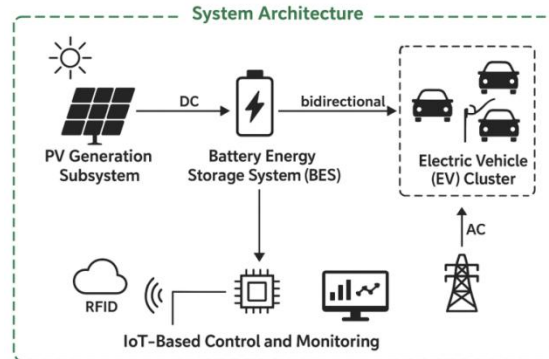 System Architecture
DC
bidirectional
PV Generation
Subsystem
Battery Energy
Storage System (BES)
Electric Vehicle
(EV) Cluster
AC
RFID
IoT-Based Control and Monitoring